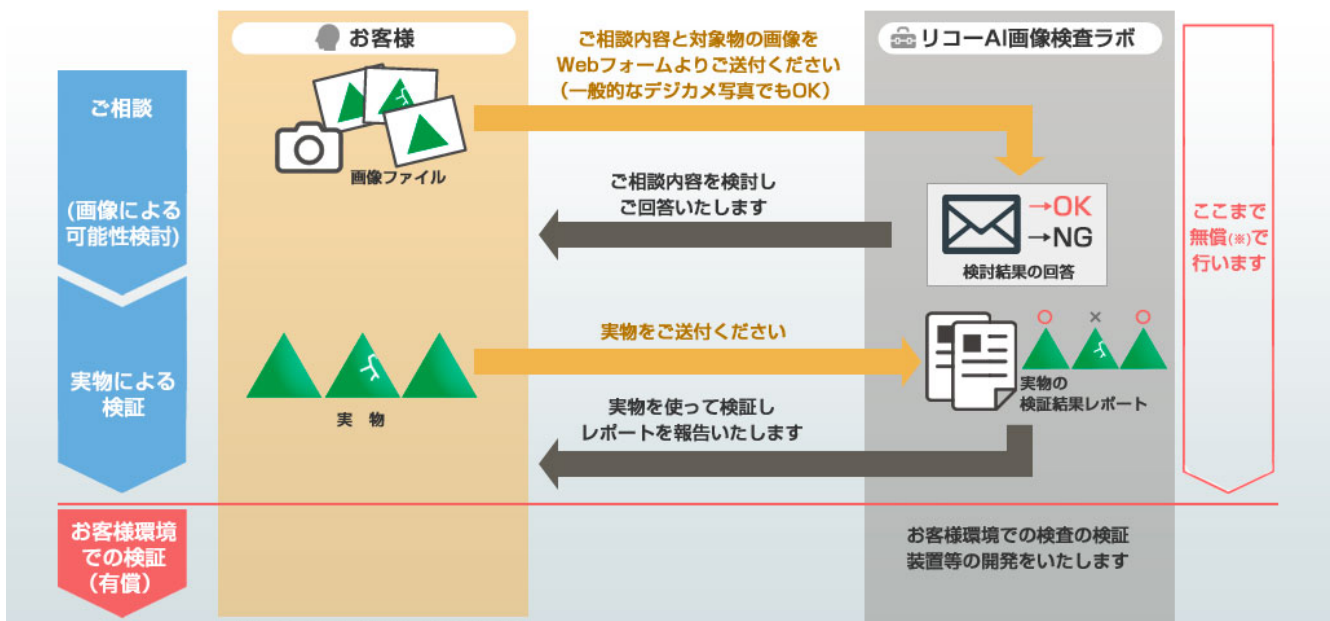 お客様
リコーAI画像検査ラボ
ご相談
(画像による
可能性検討)
ご相談内容と対象物の画像を
Webフォームよりご送付ください
（一般的なデジカメ写真でもOK）
画像ファイル
ご相談内容を検討し
ご回答いたします
→OK
→NG
検討結果の回答
ここまで
無償(※)で
行います
実物による
検証
実物をご送付ください
実 物
○ × ○
実物の
検証結果レポート
実物を使って検証し
レポートを報告いたします
お客様環境
での検証
（有償）
お客様環境での検査の検証
装置等の開発をいたします